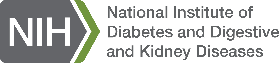 NIH
National Institute of
Diabetes and Digestive
and Kidney Diseases